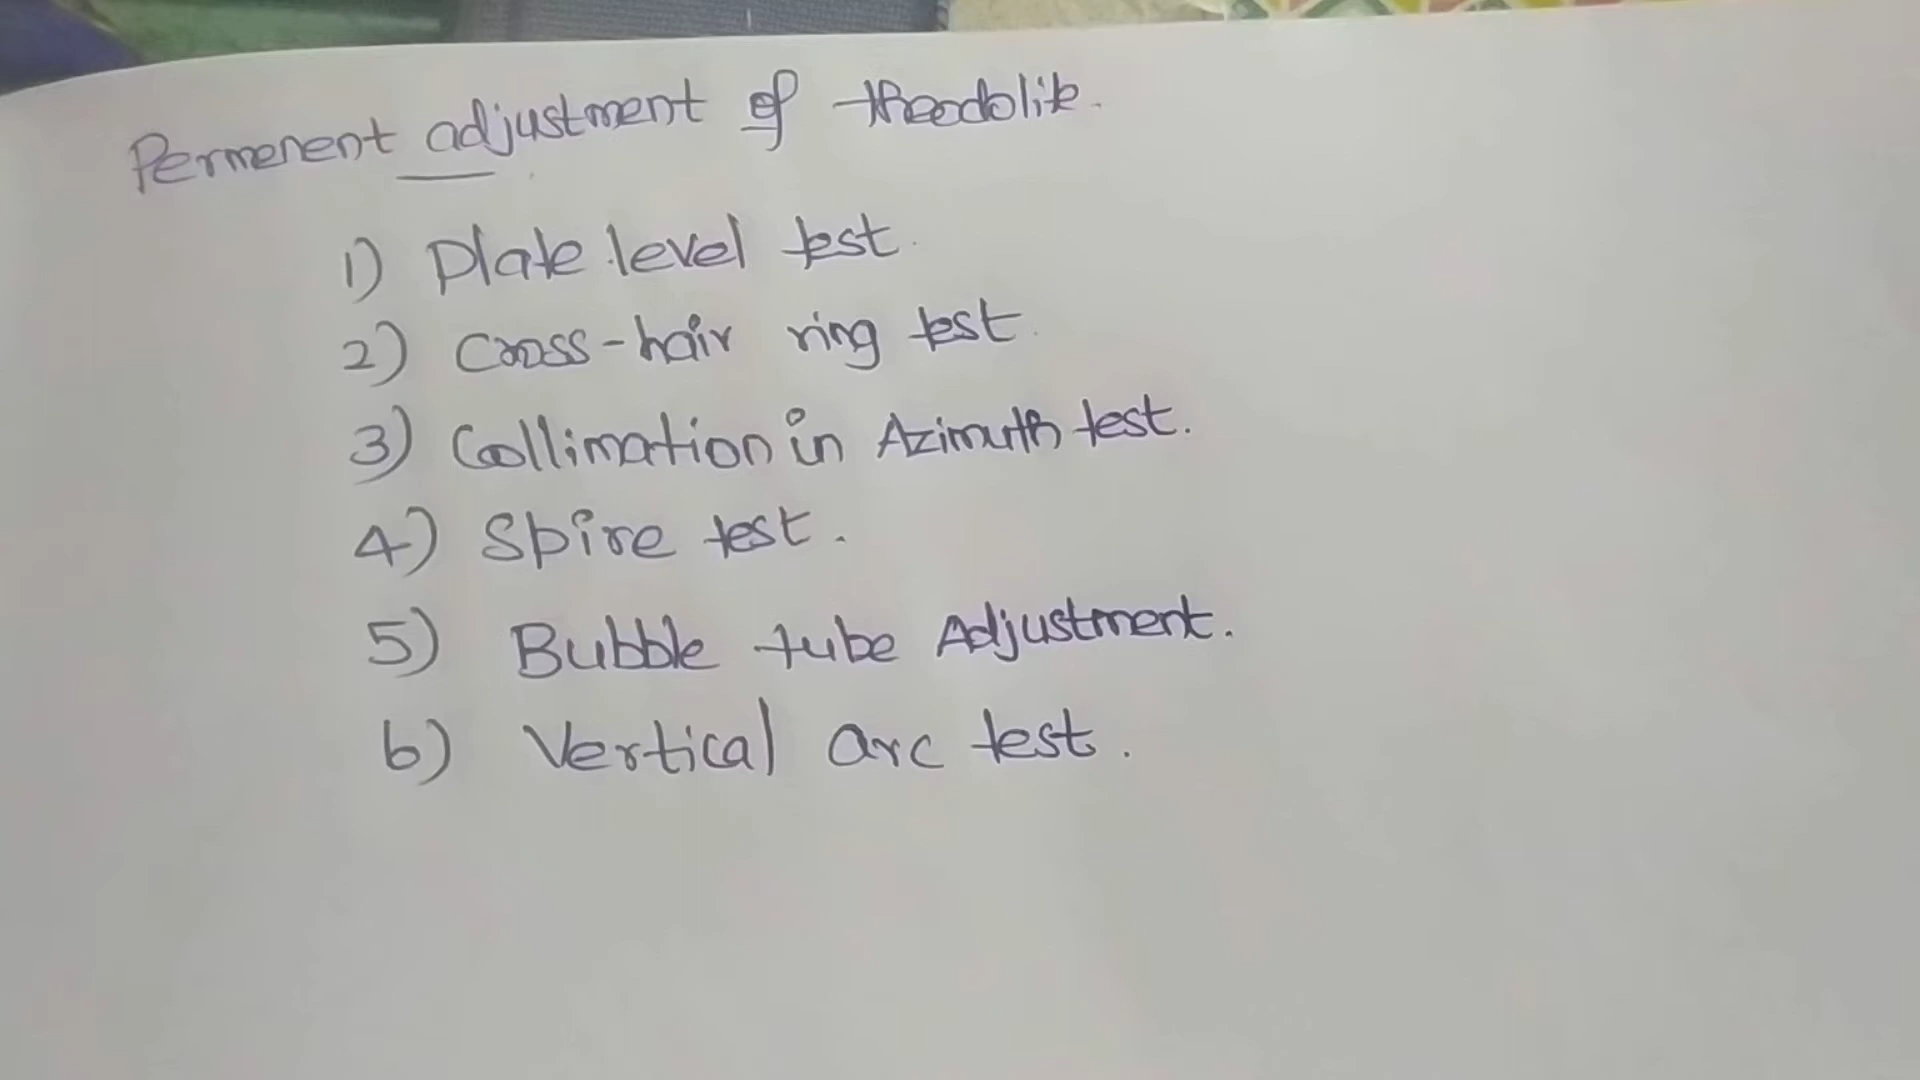 Permenent adjustment of theodolite.
1) Plate level test.
2) Cross-hair ring test.
3) Collimation in Azimuth test.
4) Spire test.
5) Bubble tube Adjustment.
6) Vertical arc test.